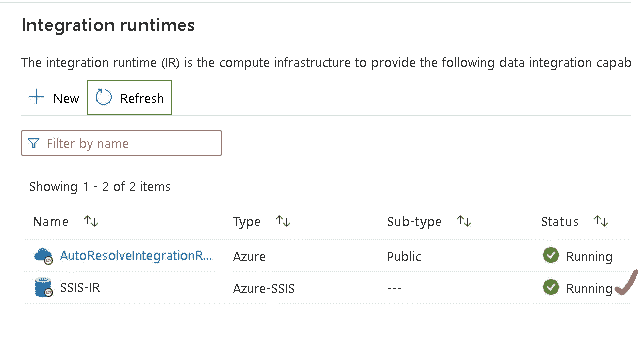 Integration runtimes
The integration runtime (IR) is the compute infrastructure to provide the following data integration capab
New Refresh
Filter by name
Showing 1 - 2 of 2 items
Name Type Sub-type Status
AutoResolveIntegrationR... Azure Public Running
SSIS-IR Azure-SSIS --- Running